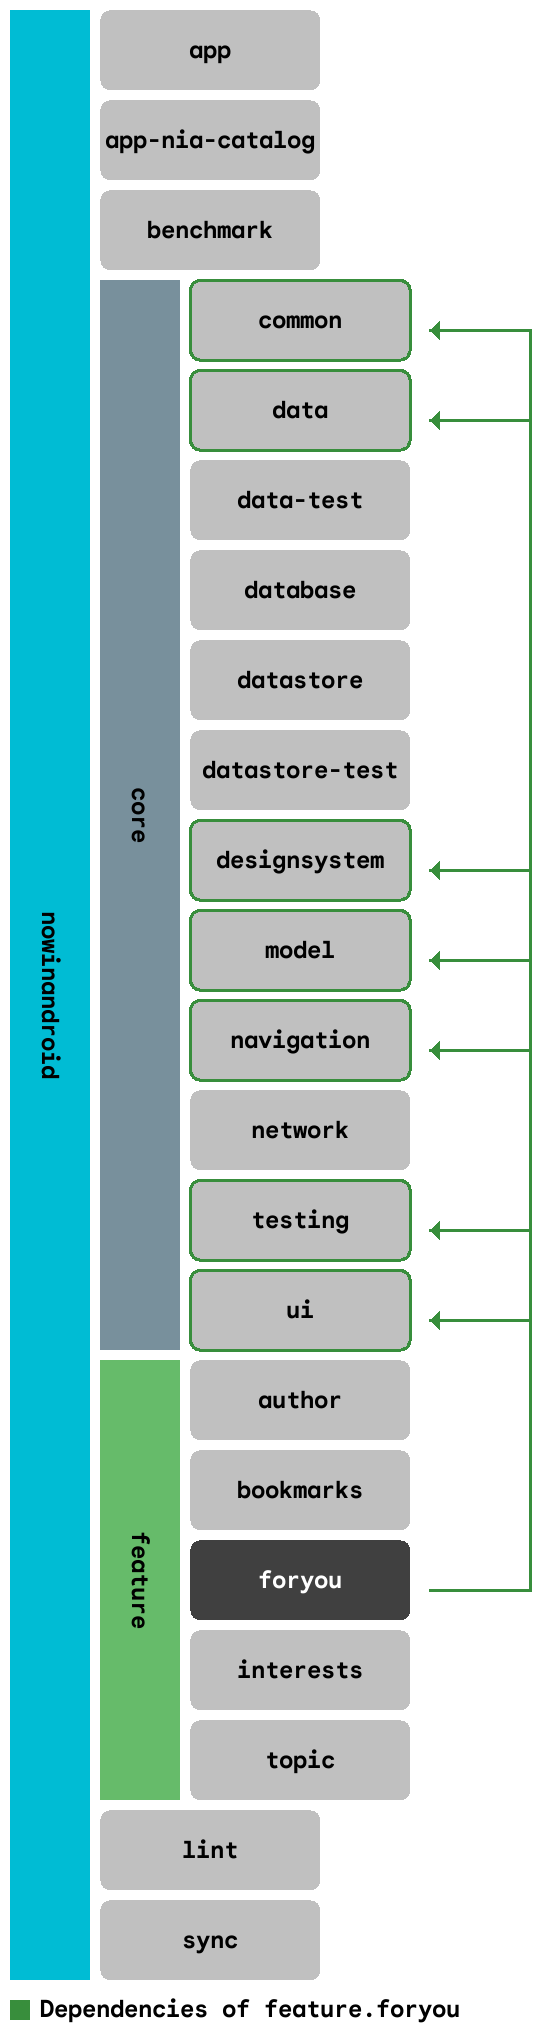 nowinandroid
app
app-nia-catalog
benchmark
core
common
data
data-test
database
datastore
datastore-test
designsystem
model
navigation
network
testing
ui
feature
author
bookmarks
foryou
interests
topic
lint
sync
Dependencies of feature.foryou